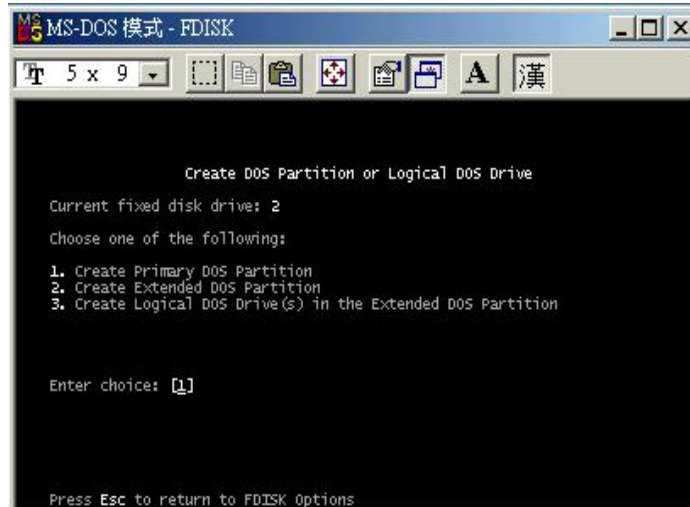 MS-DOS 模式 - FDISK
5 x 9 A 漢
Create DOS Partition or Logical DOS Drive
Current fixed disk drive: 2
Choose one of the following:
1. Create Primary DOS Partition
2. Create Extended DOS Partition
3. Create Logical DOS Drive(s) in the Extended DOS Partition
Enter choice: [1]
Press Esc to return to FDISK Options